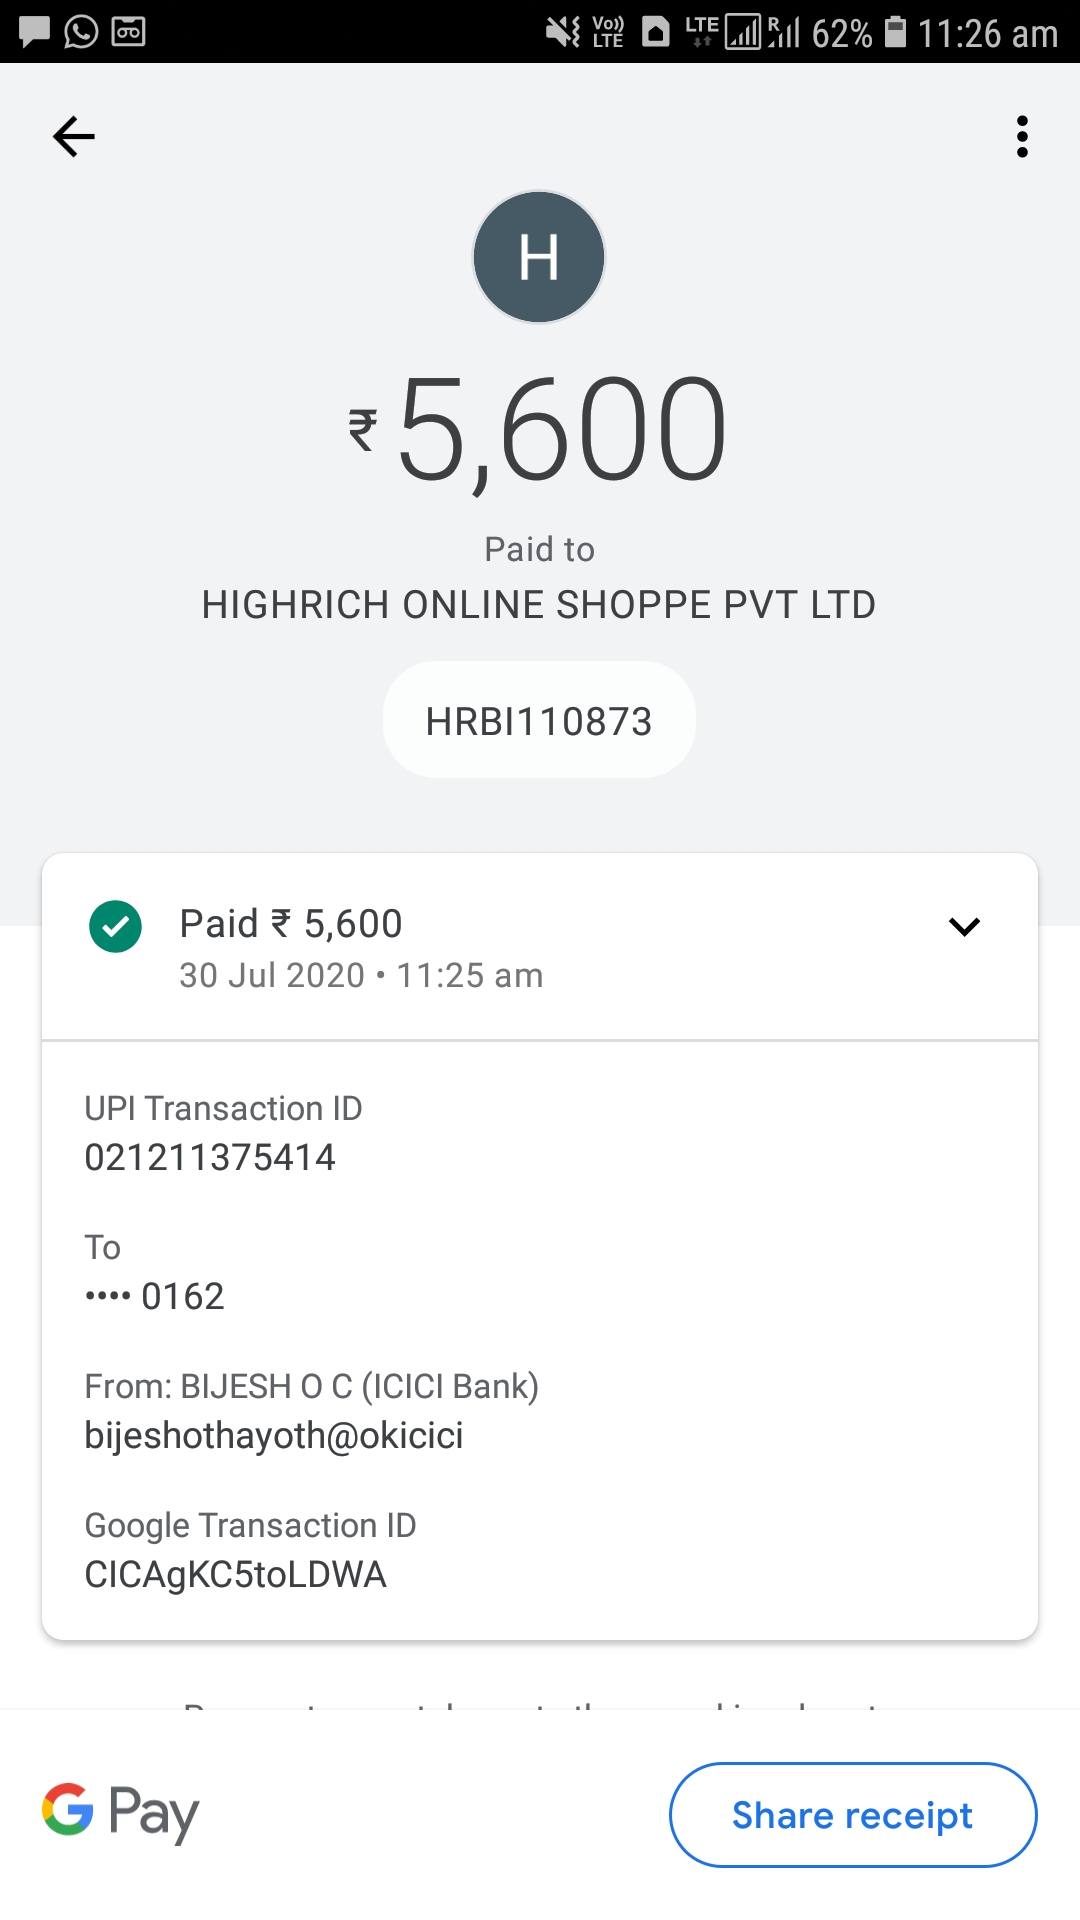 Vo)) LTE LTE R 62% 11:26 am
H
₹5,600
Paid to
HIGHRICH ONLINE SHOPPE PVT LTD
HRBI110873
Paid ₹ 5,600
30 Jul 2020 • 11:25 am
UPI Transaction ID
021211375414
To
•••• 0162
From: BIJESH O C (ICICI Bank)
bijeshothayoth@okicici
Google Transaction ID
CICAgKC5toLDWA
G Pay
Share receipt